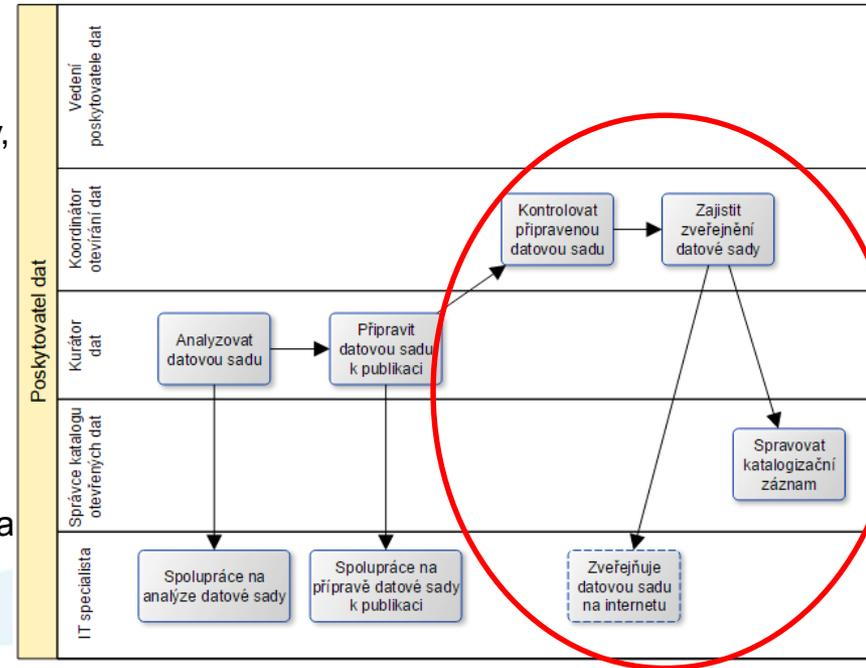 y,
a
Poskytovatel dat
Vedení
poskytovatele dat
Koordinátor
otevírání dat
Kontrolovat
připravenou
datovou sadu
Zajistit
zveřejnění
datové sady
Kurátor
dat
Analyzovat
datovou sadu
Připravit
datovou sadu
k publikaci
Správce katalogu
otevřených dat
Spravovat
katalogizační
záznam
IT specialista
Spolupráce na
analýze datové sady
Spolupráce na
přípravě datové sady
k publikaci
Zveřejňuje
datovou sadu
na internetu